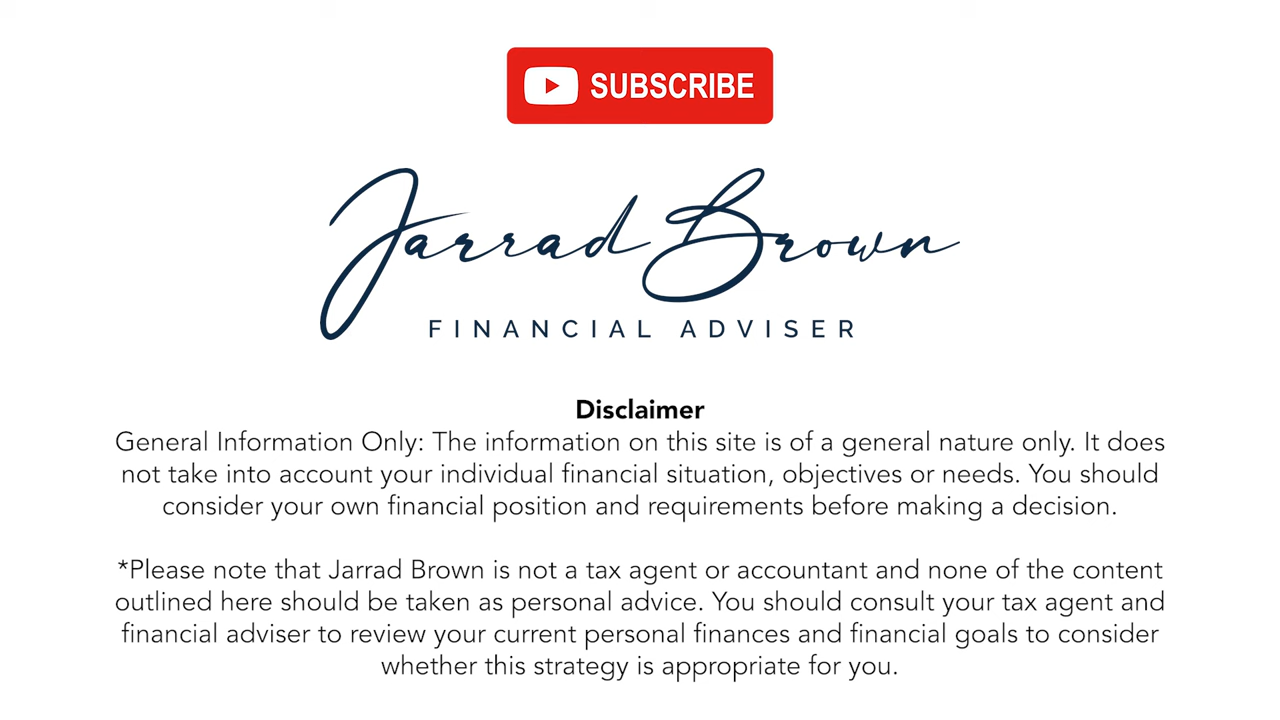 SUBSCRIBE
Jarrad Brown
FINANCIAL ADVISER
Disclaimer
General Information Only: The information on this site is of a general nature only. It does
not take into account your individual financial situation, objectives or needs. You should
consider your own financial position and requirements before making a decision.
*Please note that Jarrad Brown is not a tax agent or accountant and none of the content
outlined here should be taken as personal advice. You should consult your tax agent and
financial adviser to review your current personal finances and financial goals to consider
whether this strategy is appropriate for you.